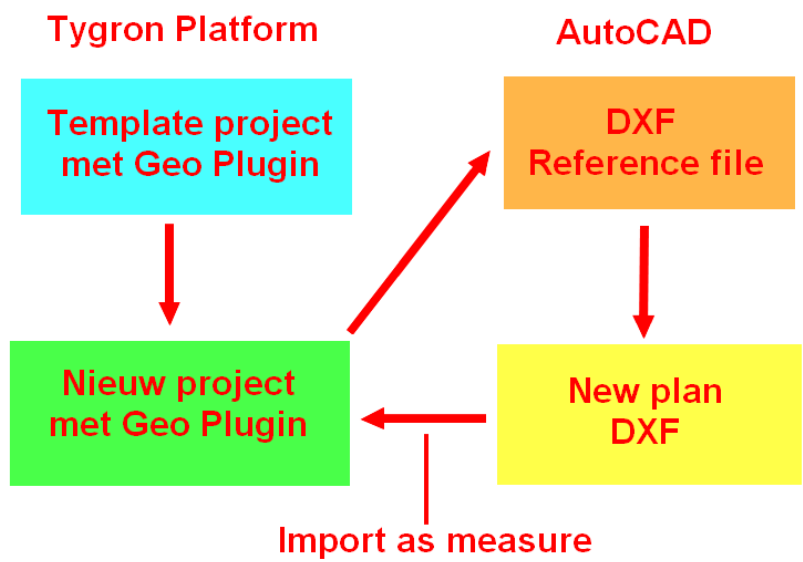 Tygron Platform
AutoCAD
Template project
met Geo Plugin
DXF
Reference file
Nieuw project
met Geo Plugin
New plan
DXF
Import as measure